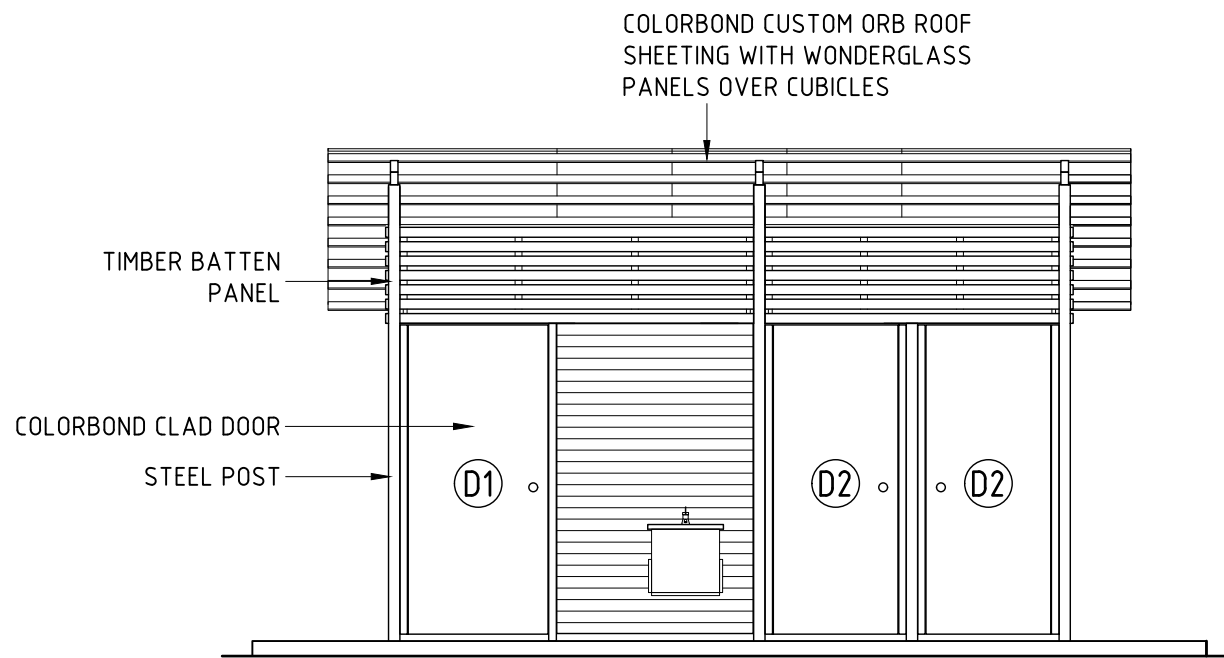 COLORBOND CUSTOM ORB ROOF
SHEETING WITH WONDERGLASS
PANELS OVER CUBICLES
TIMBER BATTEN
PANEL
COLORBOND CLAD DOOR
STEEL POST
D1
D2
D2